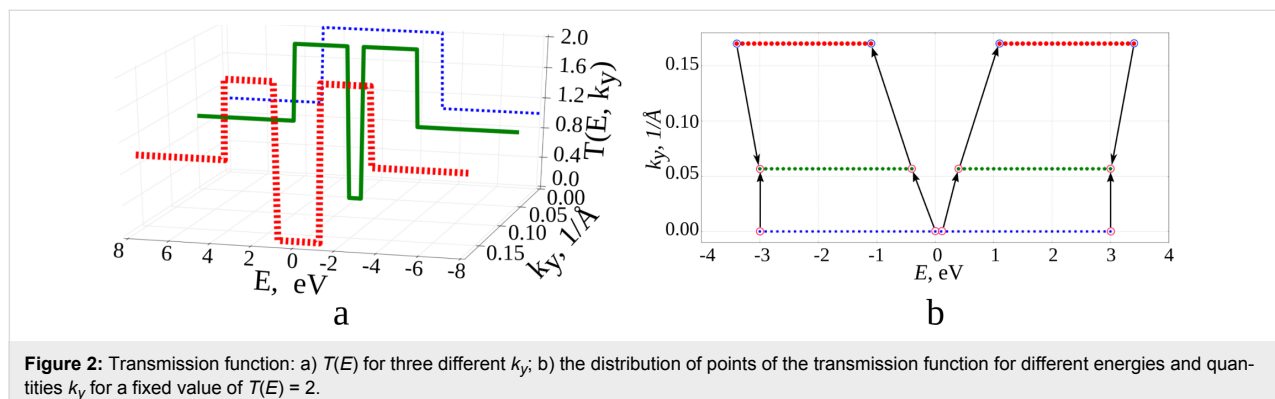 2.0
1.6
1.2
0.8
0.4
0.0
T(E, ky)
0.00
0.05
0.10
0.15
ky, 1/Å
8 6 4 2 0 -2 -4 -6 -8
E, eV
a
0.15
0.10
0.05
0.00
ky, 1/Å
-4 -3 -2 -1 0 1 2 3 4
E, eV
b
Figure 2: Transmission function: a) T(E) for three different ky; b) the distribution of points of the transmission function for different energies and quan-
tities ky for a fixed value of T(E) = 2.